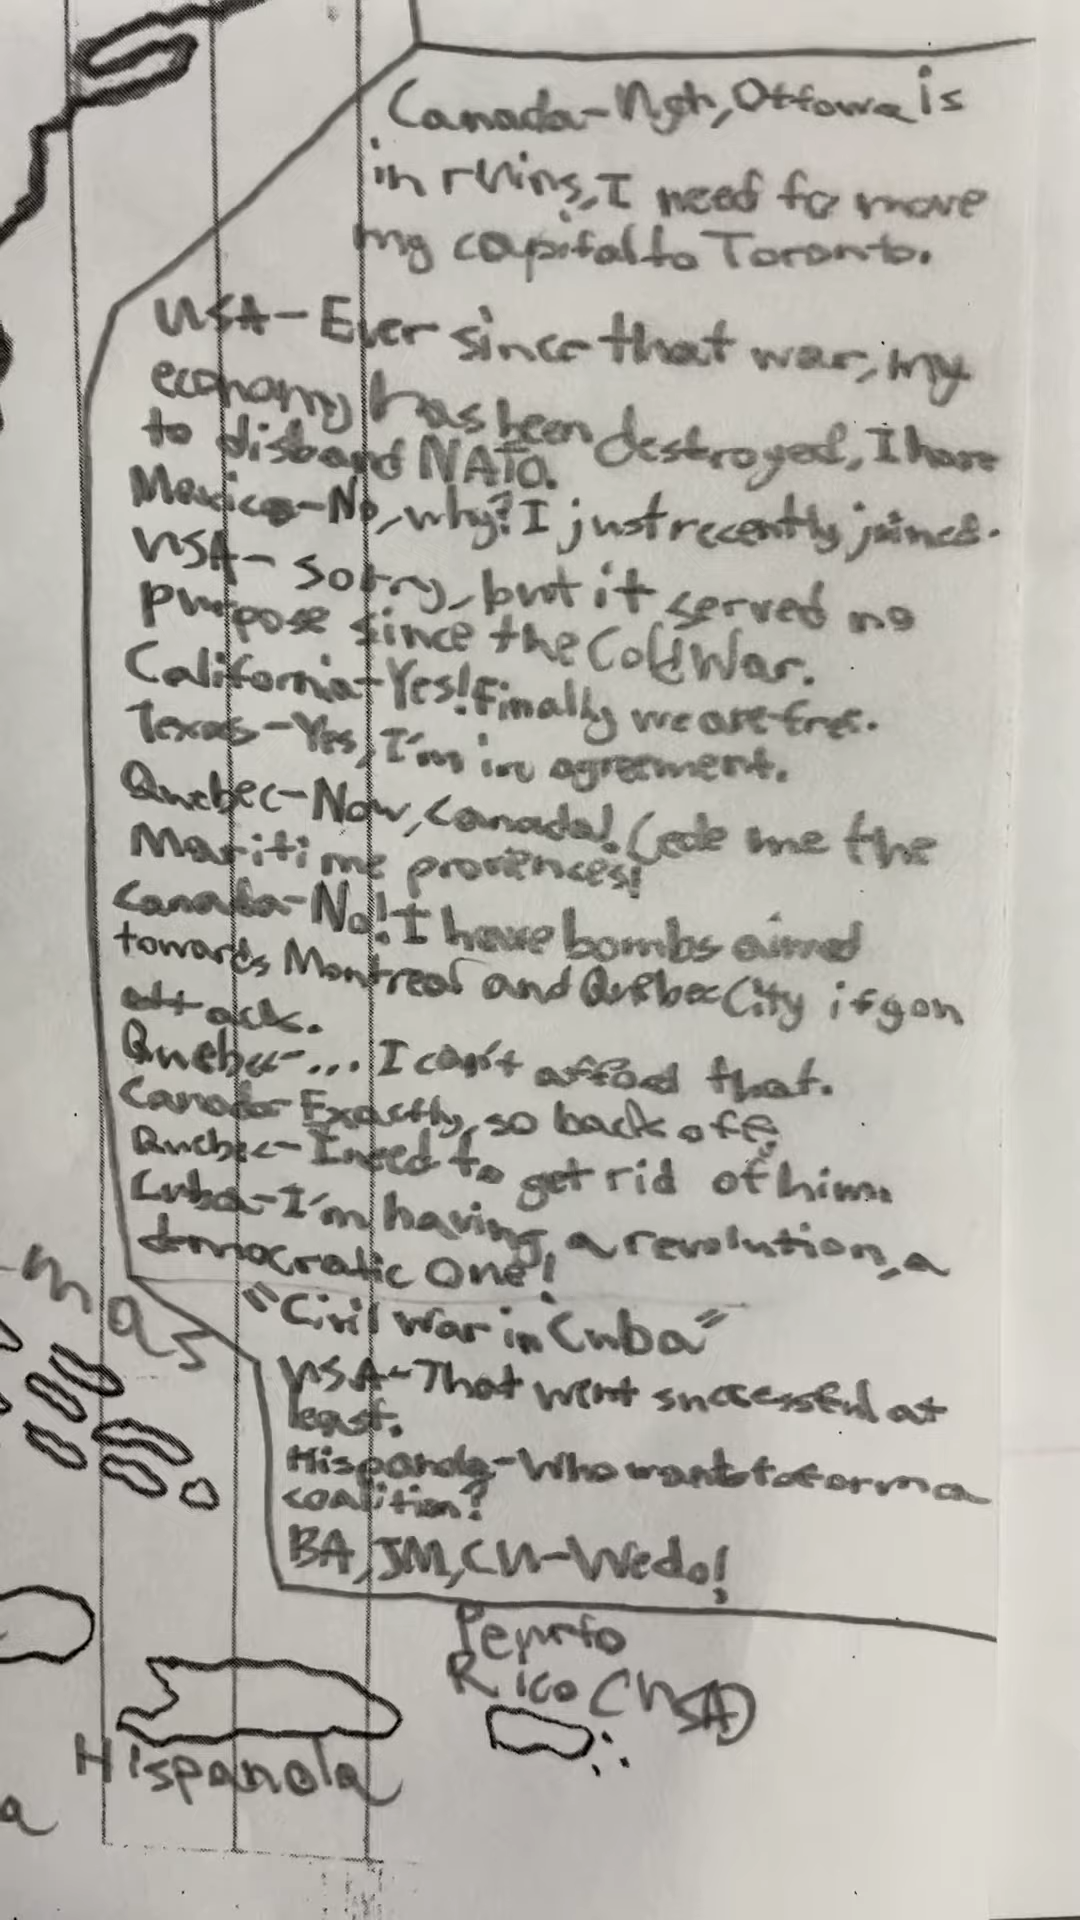 Canada-Ngh, Ottowa is
in ruins, I need to move
my capital to Toronto.
USA-Ever since that war, my
economy has been destroyed, I have
to disband NATO.
Mexico-No, why? I just recently joined.
USA-sorry, but it served no
purpose since the Cold War.
California-Yes! Finally we are free.
Texas-Yes, I'm in agreement.
Quebec-Now, Canada! Cede me the
Maritime provences!
Canada-No! I have bombs aimed
towards Montreal and Quebec City if you
attack.
Quebec-... I can't afford that.
Canada-Exactly, so back off.
Quebec-I need to get rid of him.
Cuba-I'm having a revolution, a
democratic one!
"Civil War in Cuba"
USA-That went successful at
least.
Hispanola-Who wants to form a
coalition?
BA, JM, CU-We do!
mas
Peurto
Rico (USA)
Hispanola
a